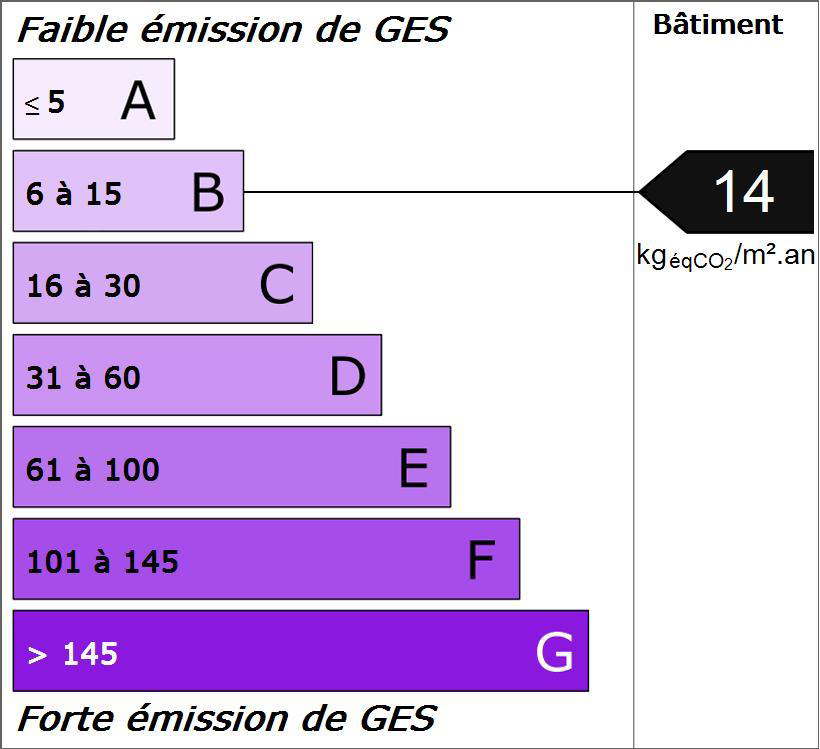 Faible émission de GES
Bâtiment
≤ 5 A
6 à 15 B
14
kgéqCO₂/m².an
16 à 30 C
31 à 60 D
61 à 100 E
101 à 145 F
> 145 G
Forte émission de GES